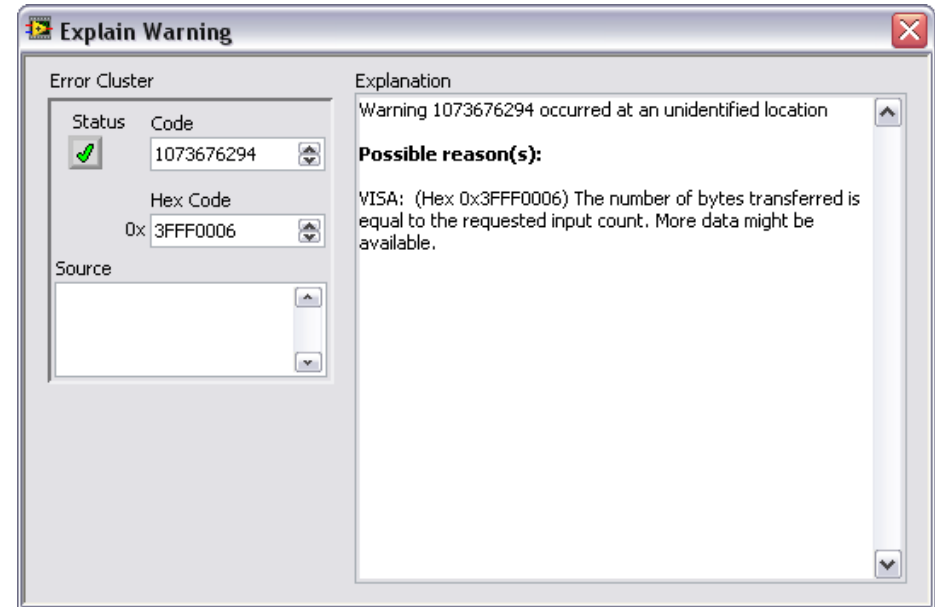 Explain Warning
Error Cluster
Status Code
1073676294
Hex Code
0x 3FFF0006
Source
Explanation
Warning 1073676294 occurred at an unidentified location
Possible reason(s):
VISA: (Hex 0x3FFF0006) The number of bytes transferred is
equal to the requested input count. More data might be
available.